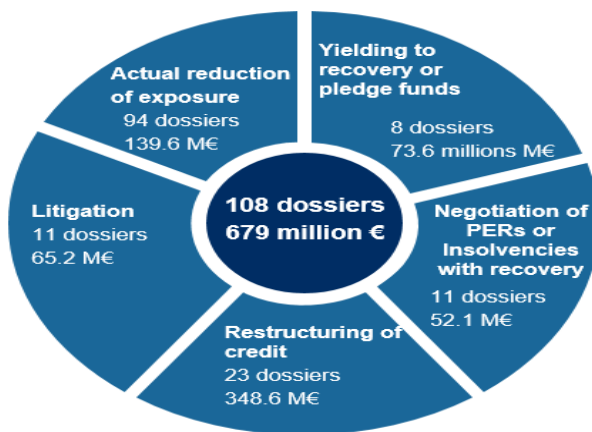 Actual reduction
of exposure
94 dossiers
139.6 M€
Yielding to
recovery or
pledge funds
8 dossiers
73.6 millions M€
Litigation
11 dossiers
65.2 M€
108 dossiers
679 million €
Negotiation of
PERs or
Insolvencies
with recovery
11 dossiers
52.1 M€
Restructuring of
credit
23 dossiers
348.6 M€